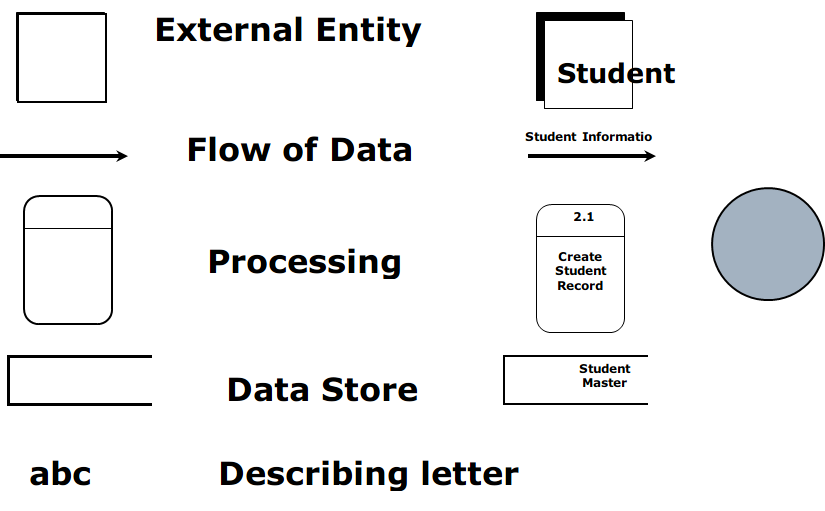 External Entity
Student
Student Informatio
Flow of Data
2.1
Processing
Create
Student
Record
Student
Master
Data Store
abc
Describing letter